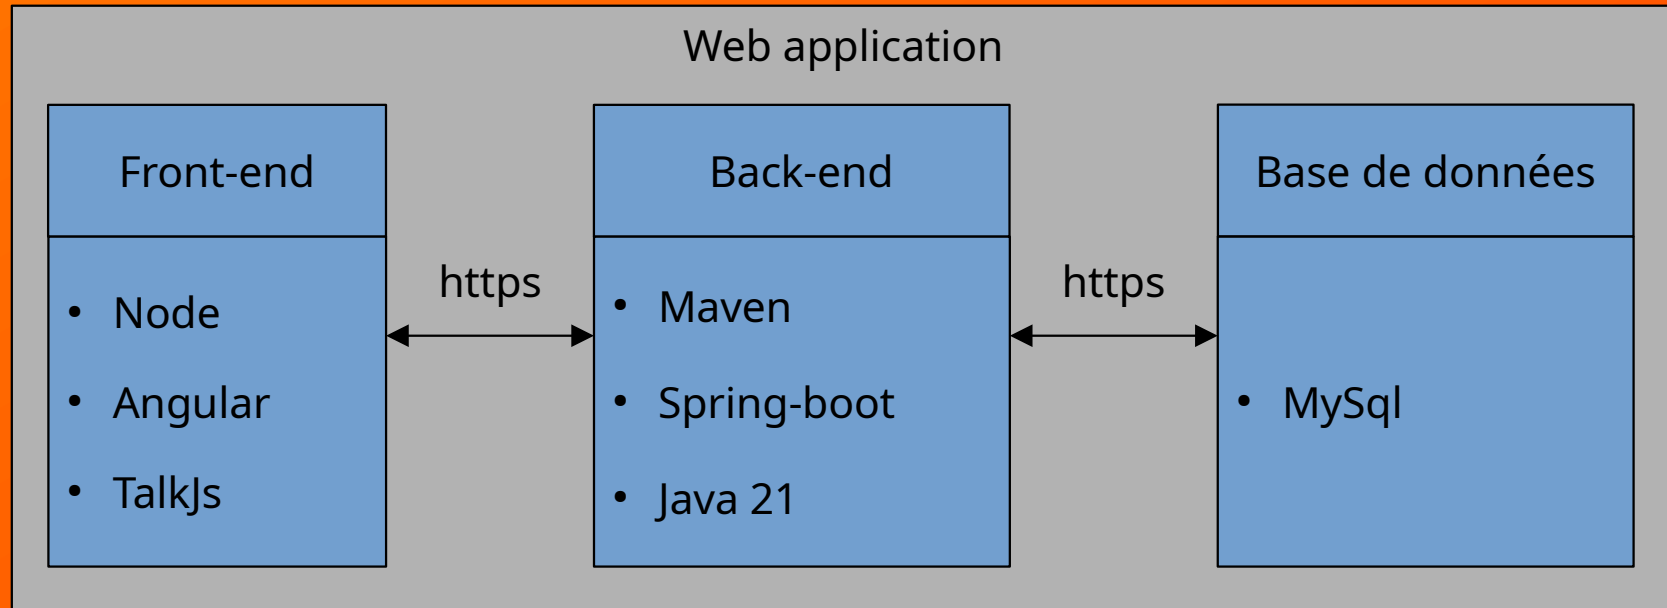 Web application
Front-end
Back-end
Base de données
https
https
• Node
• Angular
• TalkJs
• Maven
• Spring-boot
• Java 21
• MySql